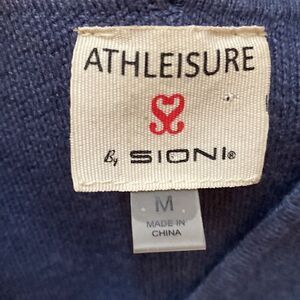 ATHLEISURE
By SIONI®
M
MADE IN
CHINA